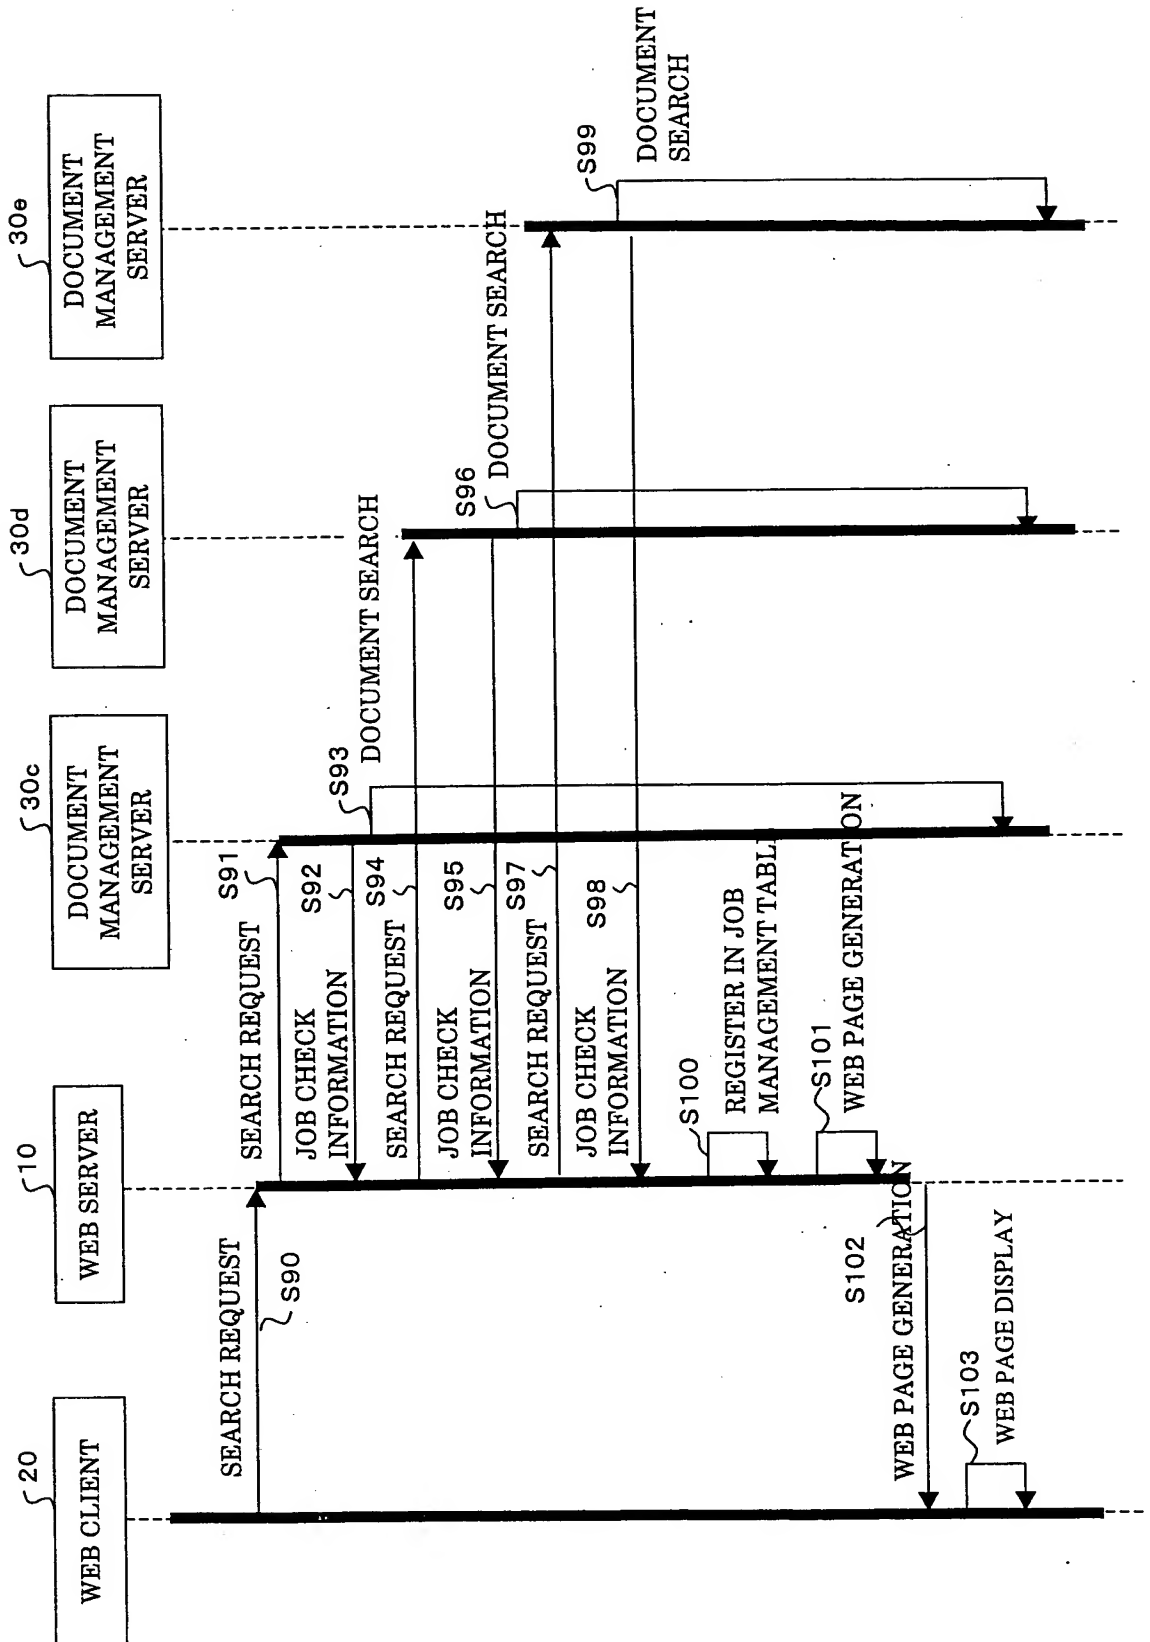 20
WEB CLIENT
10
WEB SERVER
30c
DOCUMENT
MANAGEMENT
SERVER
30d
DOCUMENT
MANAGEMENT
SERVER
30e
DOCUMENT
MANAGEMENT
SERVER
SEARCH REQUEST
S90
SEARCH REQUEST
S91
JOB CHECK
INFORMATION
S92
S93
DOCUMENT SEARCH
SEARCH REQUEST
S94
JOB CHECK
INFORMATION
S95
S96
DOCUMENT SEARCH
SEARCH REQUEST
S97
JOB CHECK
INFORMATION
S98
S99
DOCUMENT
SEARCH
S100
REGISTER IN JOB
MANAGEMENT TABL
S101
WEB PAGE GENERATION
S102
WEB PAGE GENERATION
S103
WEB PAGE DISPLAY